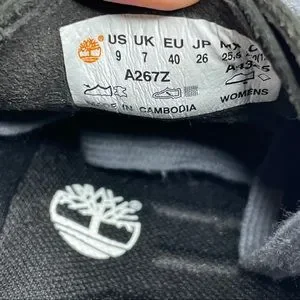 US UK EU JP
9 7 40 26
A267Z
MADE IN CAMBODIA
WOMENS